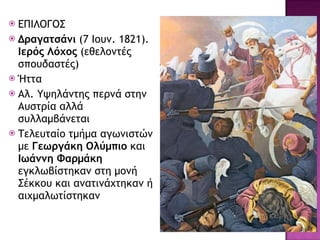 ΕΠΙΛΟΓΟΣ
Δραγατσάνι (7 Ιουν. 1821).
Ιερός Λόχος (εθελοντές
σπουδαστές)
Ήττα
Αλ. Υψηλάντης περνά στην
Αυστρία αλλά
συλλαμβάνεται
Τελευταίο τμήμα αγωνιστών
με Γεωργάκη Ολύμπιο και
Ιωάννη Φαρμάκη
εγκλωβίστηκαν στη μονή
Σέκκου και ανατινάχτηκαν ή
αιχμαλωτίστηκαν